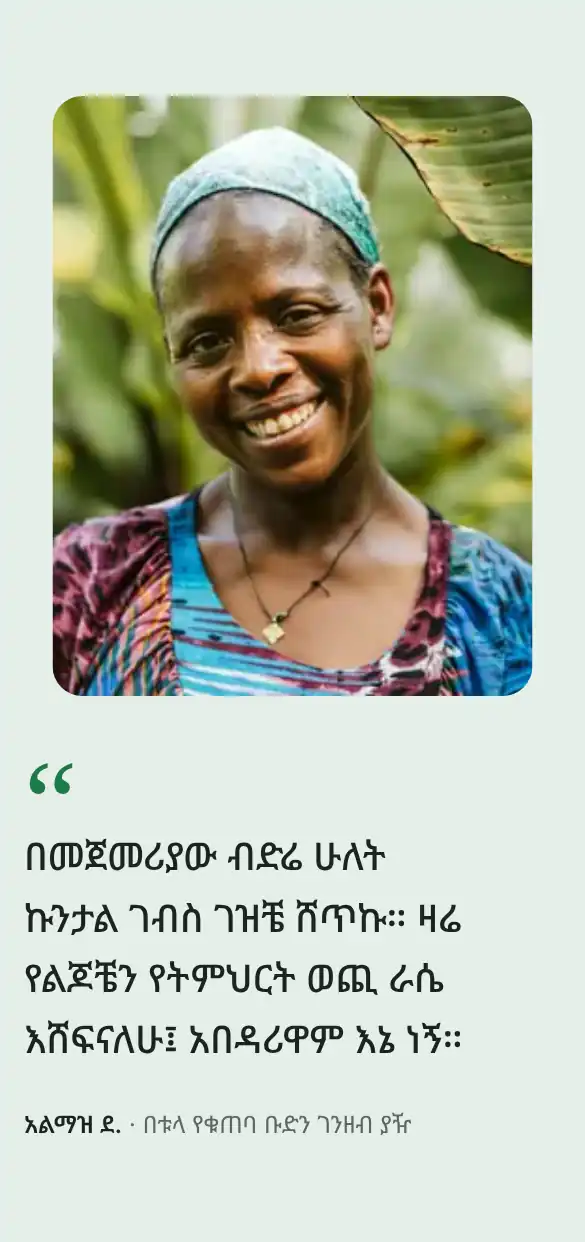 “
በመጀመሪያው ብድሬ ሁለት
ኩንታል ገብስ ገዝቼ ሸጥኩ። ዛሬ
የልጆቼን የትምህርት ወጪ ራሴ
እሸፍናለሁ፤ አበዳሪዋም እኔ ነኝ።
አልማዝ ደ. · በቱላ የቁጠባ ቡድን ገንዘብ ያዥ